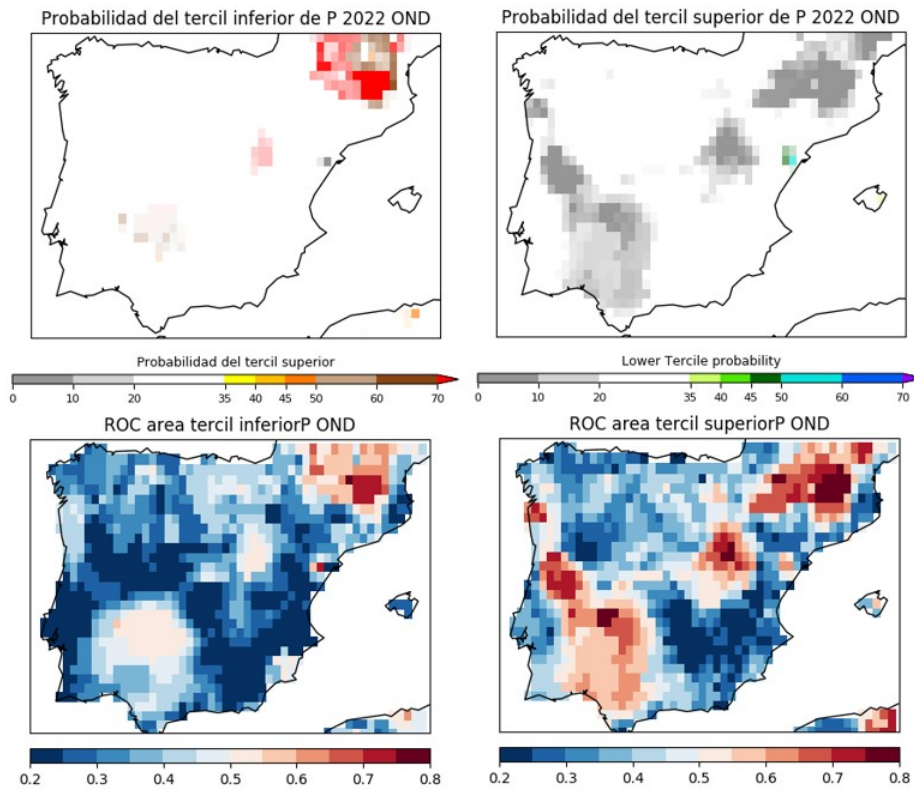 Probabilidad del tercil inferior de P 2022 OND
Probabilidad del tercil superior de P 2022 OND
Probabilidad del tercil superior
0 10 20 35 40 45 50 60 70
Lower Tercile probability
0 10 20 35 40 45 50 60 70
ROC area tercil inferiorP OND
ROC area tercil superiorP OND
0.2 0.3 0.4 0.5 0.6 0.7 0.8
0.2 0.3 0.4 0.5 0.6 0.7 0.8